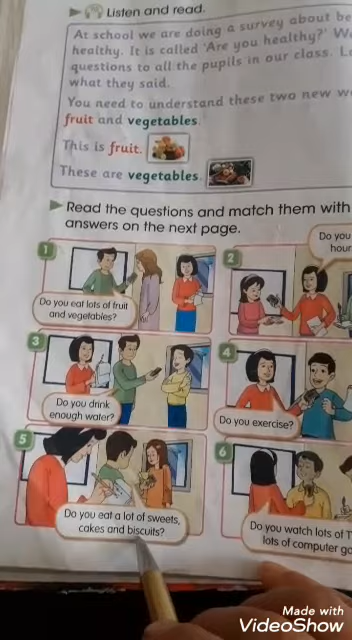 Listen and read.
At school we are doing a survey about
healthy. It is called 'Are you healthy?'
questions to all the pupils in our class.
what they said.
You need to understand these two new
fruit and vegetables.
This is fruit.
These are vegetables.
Read the questions and match them with
answers on the next page.
1
Do you eat lots of fruit
and vegetables?
2
Do you
hour
3
Do you drink
enough water?
4
Do you exercise?
5
Do you eat a lot of sweets,
cakes and biscuits?
6
Do you watch lots of
lots of computer
Made with
VideoShow